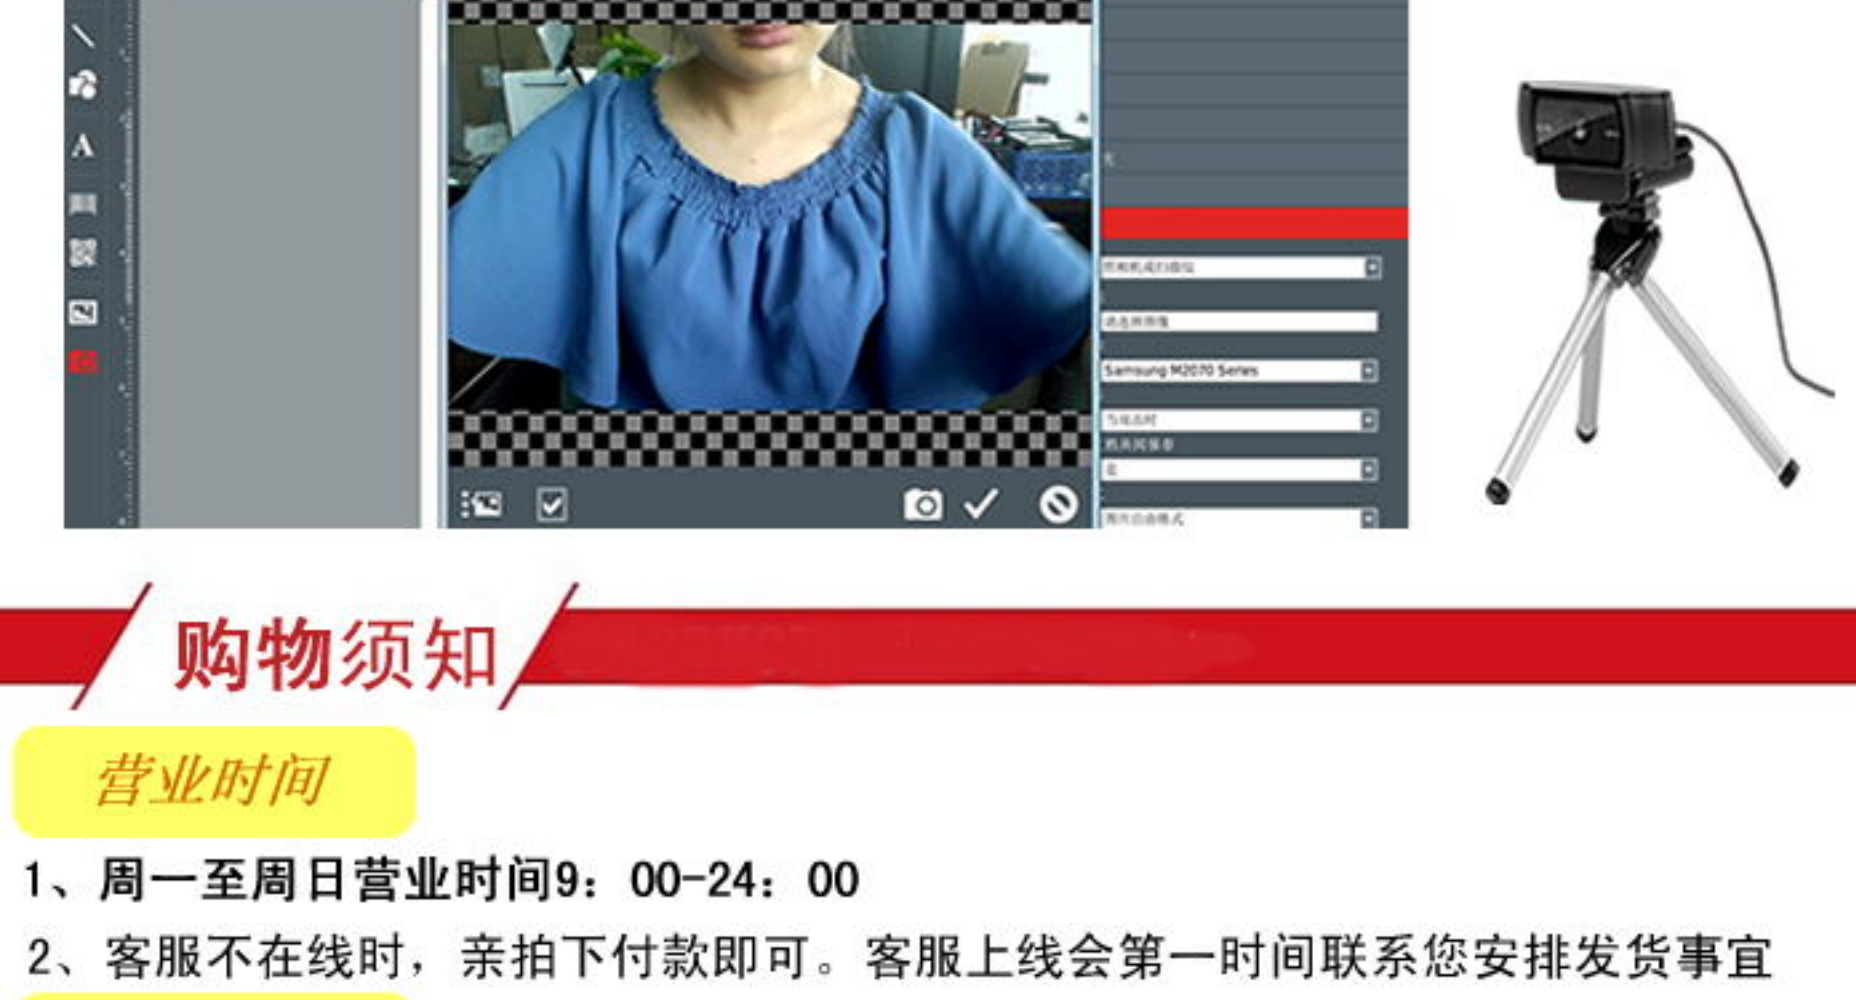 A
Samsung M2070 Series
购物须知
营业时间
1、周一至周日营业时间9：00-24：00
2、客服不在线时，亲拍下付款即可。客服上线会第一时间联系您安排发货事宜